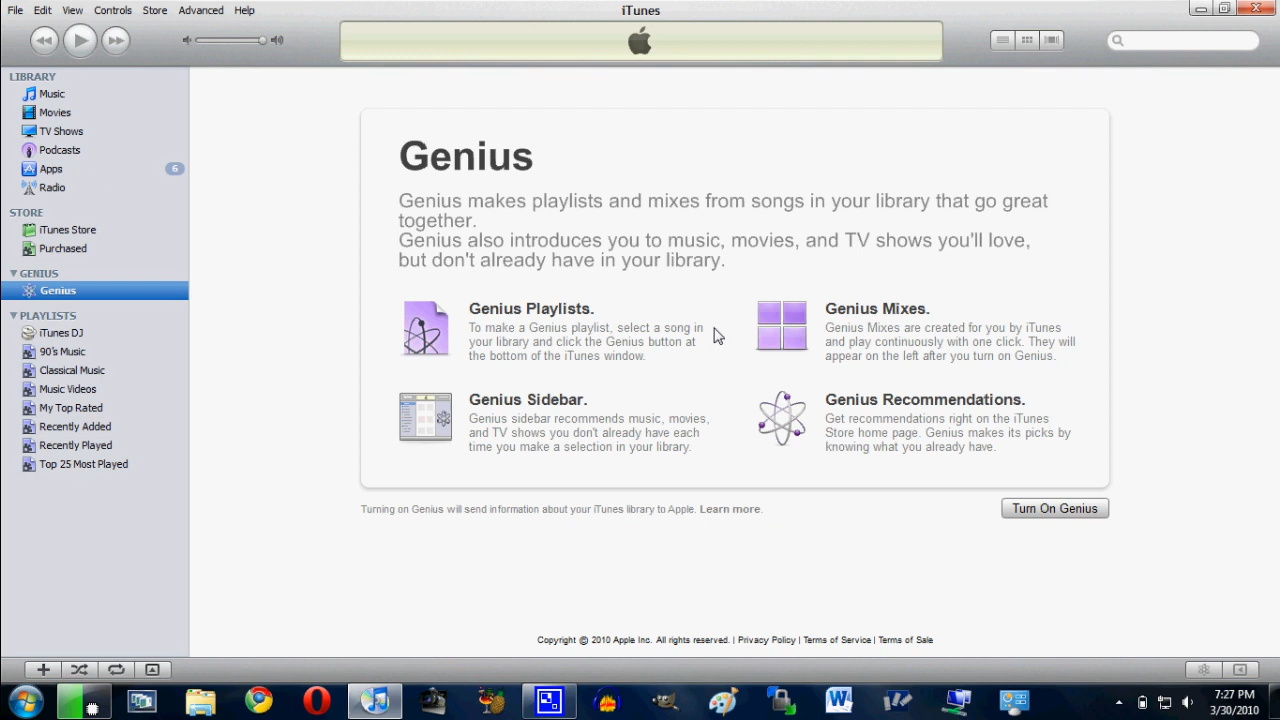 File Edit View Controls Store Advanced Help
iTunes
LIBRARY
Music
Movies
TV Shows
Podcasts
Apps 6
Radio
STORE
iTunes Store
Purchased
GENIUS
Genius
PLAYLISTS
iTunes DJ
90's Music
Classical Music
Music Videos
My Top Rated
Recently Added
Recently Played
Top 25 Most Played
Genius
Genius makes playlists and mixes from songs in your library that go great
together.
Genius also introduces you to music, movies, and TV shows you'll love,
but don't already have in your library.
Genius Playlists.
To make a Genius playlist, select a song in
your library and click the Genius button at
the bottom of the iTunes window.
Genius Mixes.
Genius Mixes are created for you by iTunes
and play continuously with one click. They will
appear on the left after you turn on Genius.
Genius Sidebar.
Genius sidebar recommends music, movies,
and TV shows you don't already have each
time you make a selection in your library.
Genius Recommendations.
Get recommendations right on the iTunes
Store home page. Genius makes its picks by
knowing what you already have.
Turning on Genius will send information about your iTunes library to Apple. Learn more.
Turn On Genius
Copyright © 2010 Apple Inc. All rights reserved. | Privacy Policy | Terms of Service | Terms of Sale
7:27 PM
3/30/2010